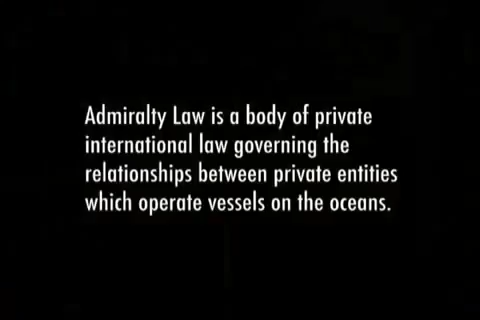 Admiralty Law is a body of private
international law governing the
relationships between private entities
which operate vessels on the oceans.